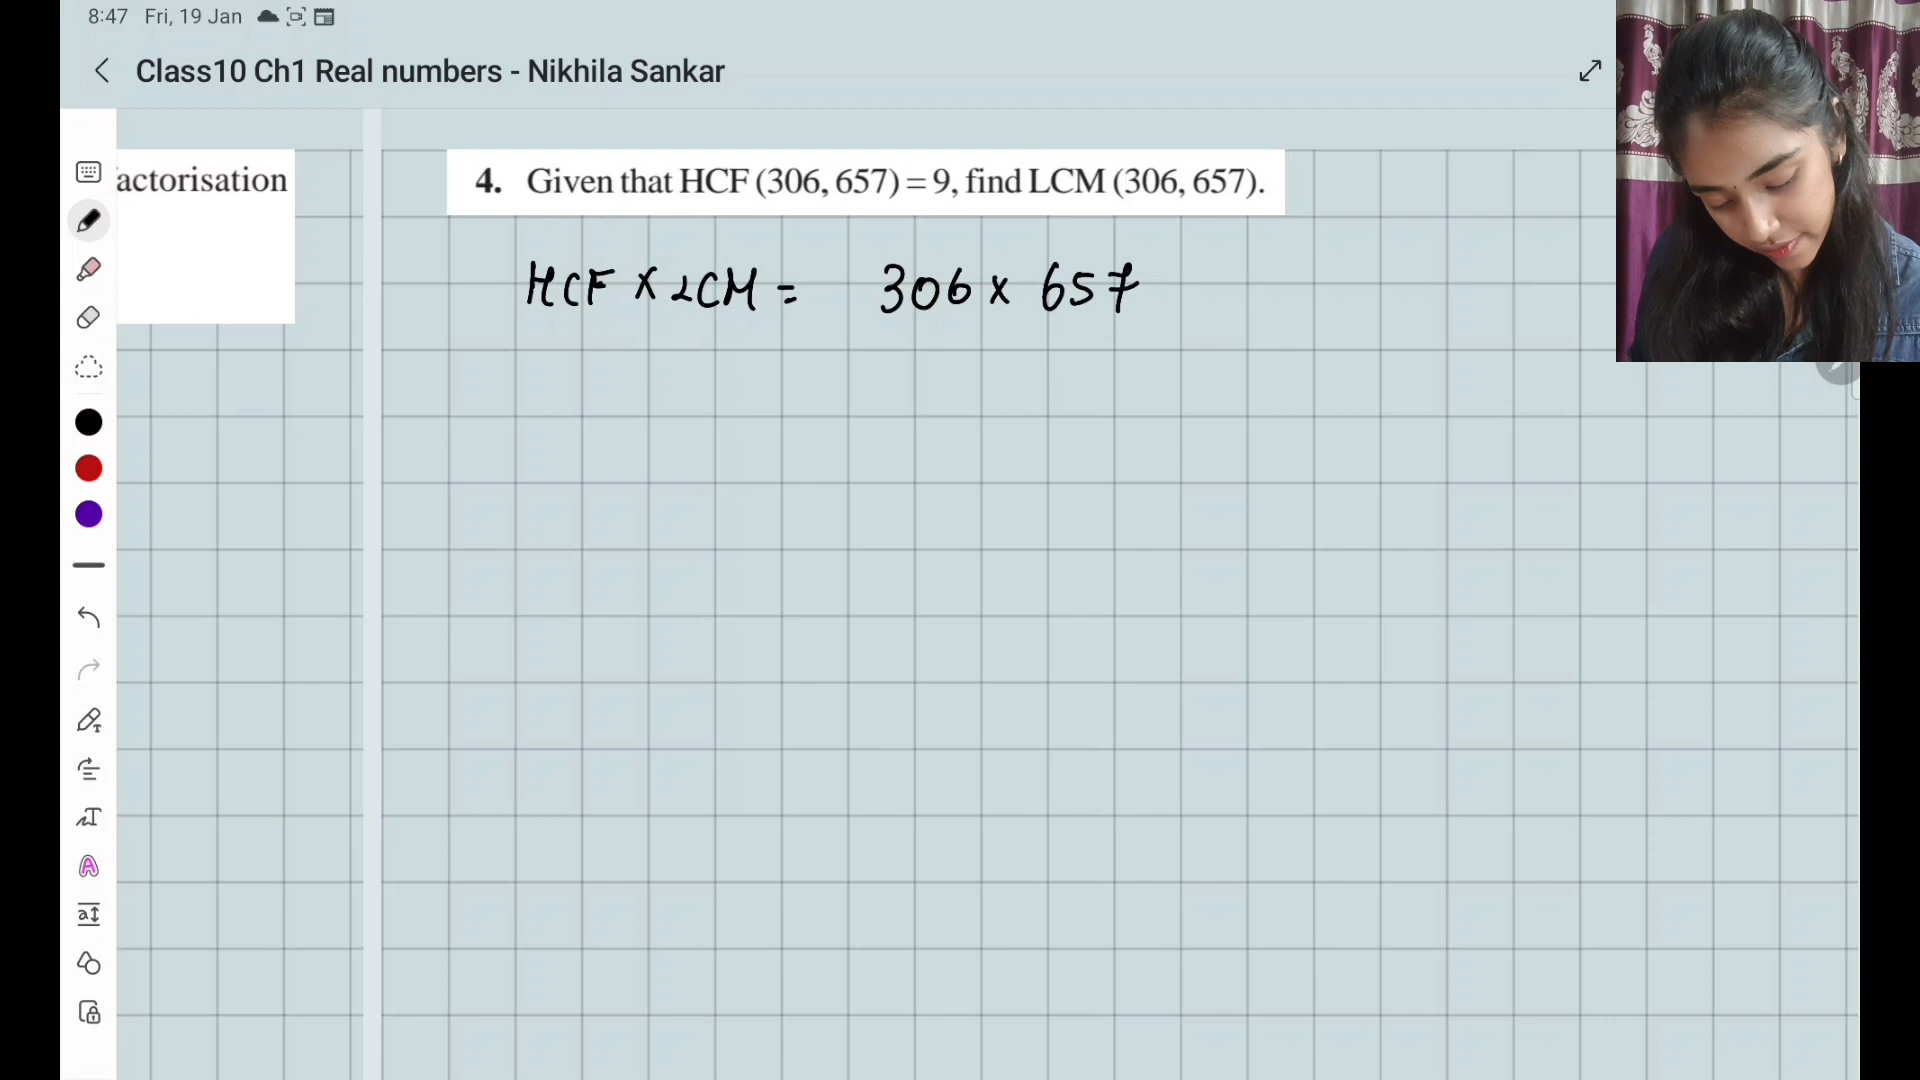 8:47 Fri, 19 Jan
Class10 Ch1 Real numbers - Nikhila Sankar
actorisation
4. Given that HCF (306, 657) = 9, find LCM (306, 657).
HCF × LCM = 306 × 657